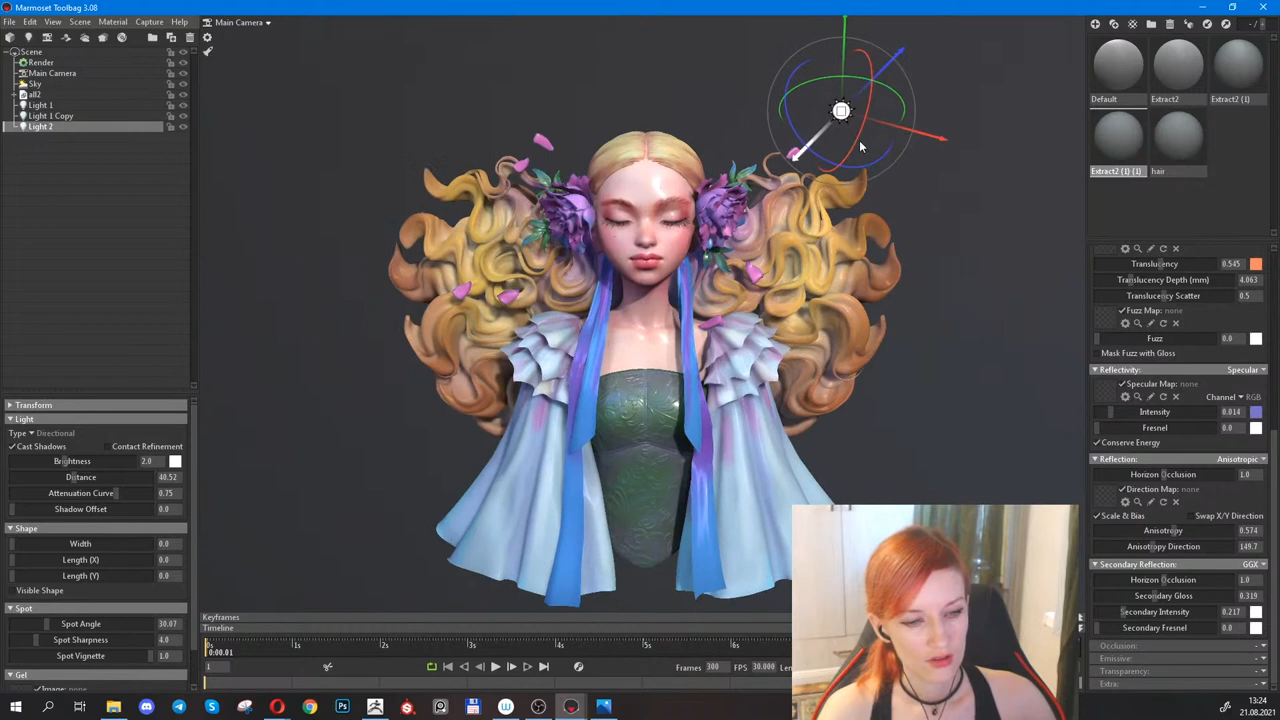 Marmoset Toolbag - 3.08
File Edit View Scene Material Capture Help
Main Camera
Scene
Render
Main Camera
Sky
all2
Light 1
Light 1 Copy
Light 2
Transform
Light
Type Directional
Cast Shadows Contact Refinement
Brightness 2.0
Distance 40.52
Attenuation Curve 0.75
Shadow Offset 0.0
Shape
Width 0.0
Length (X) 0.0
Length (Y) 0.0
Visible Shape
Spot
Spot Angle 30.07
Spot Sharpness 4.0
Spot Vignette 1.0
Gel
Image: none
Keyframes
Timeline
0s 1s 2s 3s 4s 5s 6s
0:00.01
1
Frames 300 FPS 30.000
- /
Default Extract2 Extract2 (1)
Extract2 (1) (1) hair
Translucency 0.545
Translucency Depth (mm) 4.063
Translucency Scatter 0.5
Fuzz Map: none
Fuzz 0.0
Mask Fuzz with Gloss
Reflectivity: Specular
Specular Map: none
Channel RGB
Intensity 0.014
Fresnel 0.0
Conserve Energy
Reflection: Anisotropic
Horizon Occlusion 1.0
Direction Map: none
Scale & Bias Swap X/Y Direction
Anisotropy 0.574
Anisotropy Direction 149.7
Secondary Reflection: GGX
Horizon Occlusion 1.0
Secondary Gloss 0.319
Secondary Intensity 0.217
Secondary Fresnel 0.0
Occlusion: -
Emissive: -
Transparency: -
Extra: -
Ps
13:24
21.08.2021